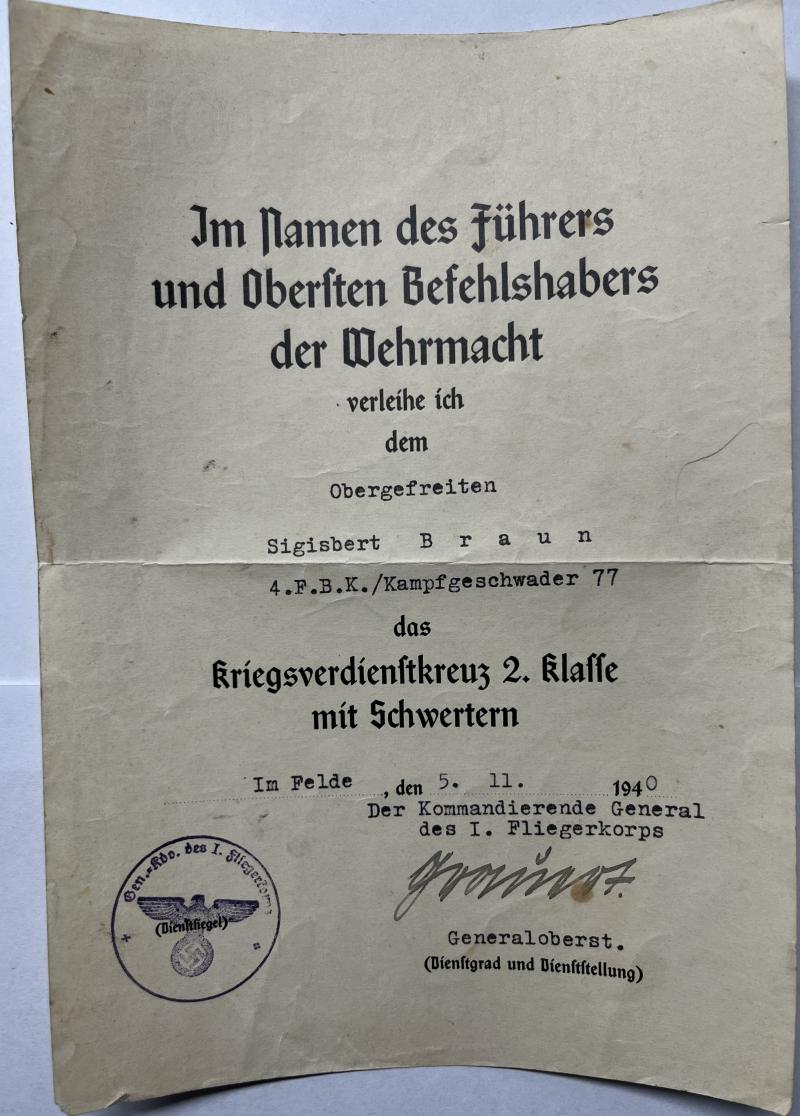 Im Namen des Führers
und Oberſten Befehlshabers
der Wehrmacht
verleihe ich
dem
Obergefreiten
Sigisbert B r a u n
4.F.B.K./Kampfgeschwader 77
das
Kriegsverdienſtkreuz 2. Klaſſe
mit Schwertern
Im Felde, den 5. 11. 1940
Der Kommandierende General
des I. Fliegerkorps
Grauert.
Generaloberst.
(Dienſtgrad und Dienſtſtellung)
Gen.-Kdo. des I. Fliegerkorps
(Dienſtſiegel)